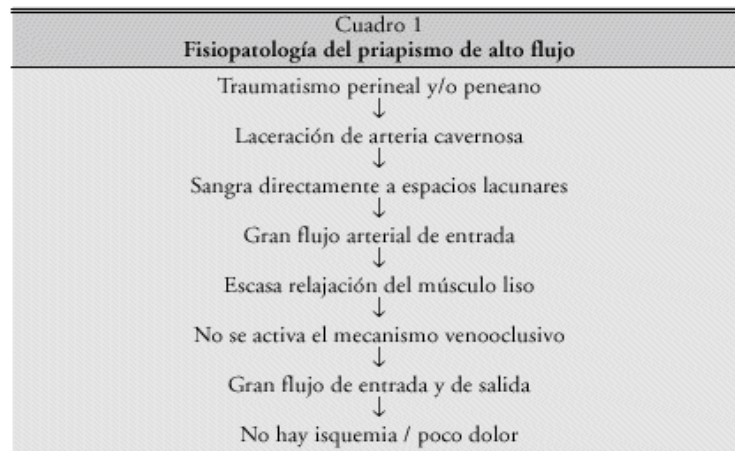 Cuadro 1
Fisiopatología del priapismo de alto flujo
Traumatismo perineal y/o peneano
↓
Laceración de arteria cavernosa
↓
Sangra directamente a espacios lacunares
↓
Gran flujo arterial de entrada
↓
Escasa relajación del músculo liso
↓
No se activa el mecanismo venooclusivo
↓
Gran flujo de entrada y de salida
↓
No hay isquemia / poco dolor